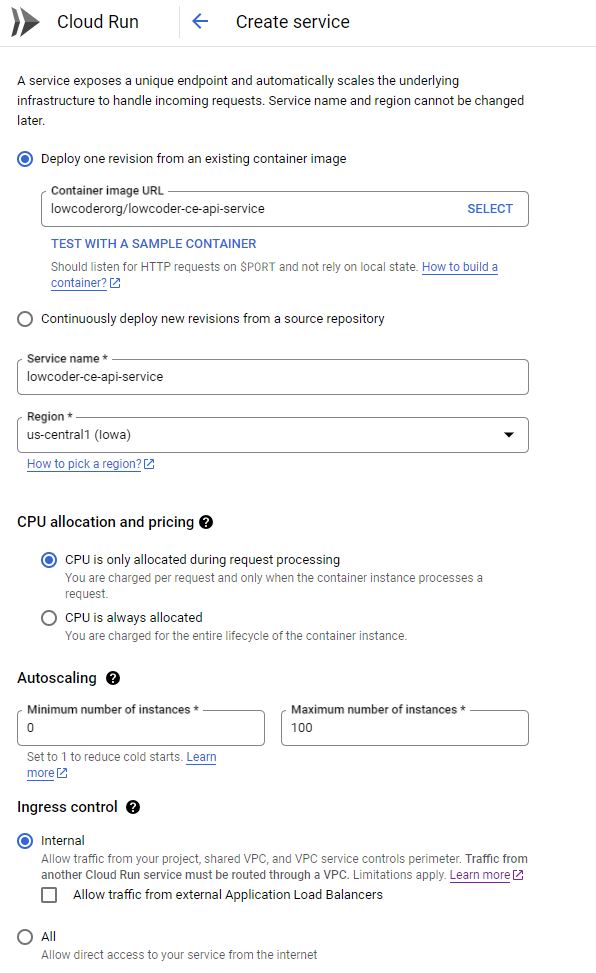 Cloud Run
Create service
A service exposes a unique endpoint and automatically scales the underlying
infrastructure to handle incoming requests. Service name and region cannot be changed
later.
Deploy one revision from an existing container image
Container image URL
lowcoderorg/lowcoder-ce-api-service
SELECT
TEST WITH A SAMPLE CONTAINER
Should listen for HTTP requests on $PORT and not rely on local state. How to build a
container?
Continuously deploy new revisions from a source repository
Service name *
lowcoder-ce-api-service
Region *
us-central1 (Iowa)
How to pick a region?
CPU allocation and pricing
CPU is only allocated during request processing
You are charged per request and only when the container instance processes a
request.
CPU is always allocated
You are charged for the entire lifecycle of the container instance.
Autoscaling
Minimum number of instances *
0
Maximum number of instances *
100
Set to 1 to reduce cold starts. Learn
more
Ingress control
Internal
Allow traffic from your project, shared VPC, and VPC service controls perimeter. Traffic from
another Cloud Run service must be routed through a VPC. Limitations apply. Learn more
Allow traffic from external Application Load Balancers
All
Allow direct access to your service from the internet